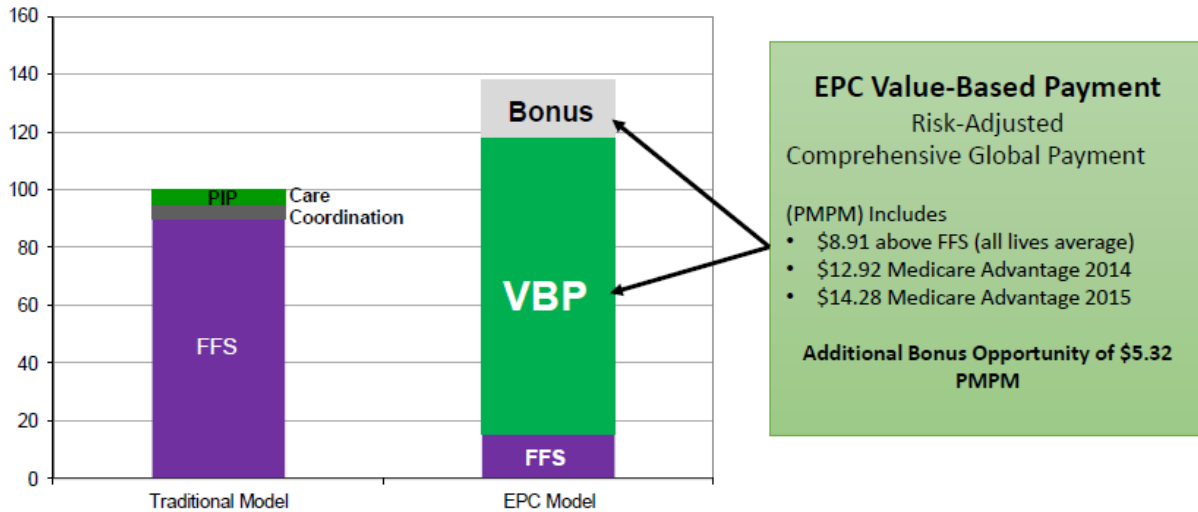 160
140
120
100
80
60
40
20
0
PIP
Care
Coordination
FFS
Traditional Model
Bonus
VBP
FFS
EPC Model
EPC Value-Based Payment
Risk-Adjusted
Comprehensive Global Payment
(PMPM) Includes
• $8.91 above FFS (all lives average)
• $12.92 Medicare Advantage 2014
• $14.28 Medicare Advantage 2015
Additional Bonus Opportunity of $5.32
PMPM